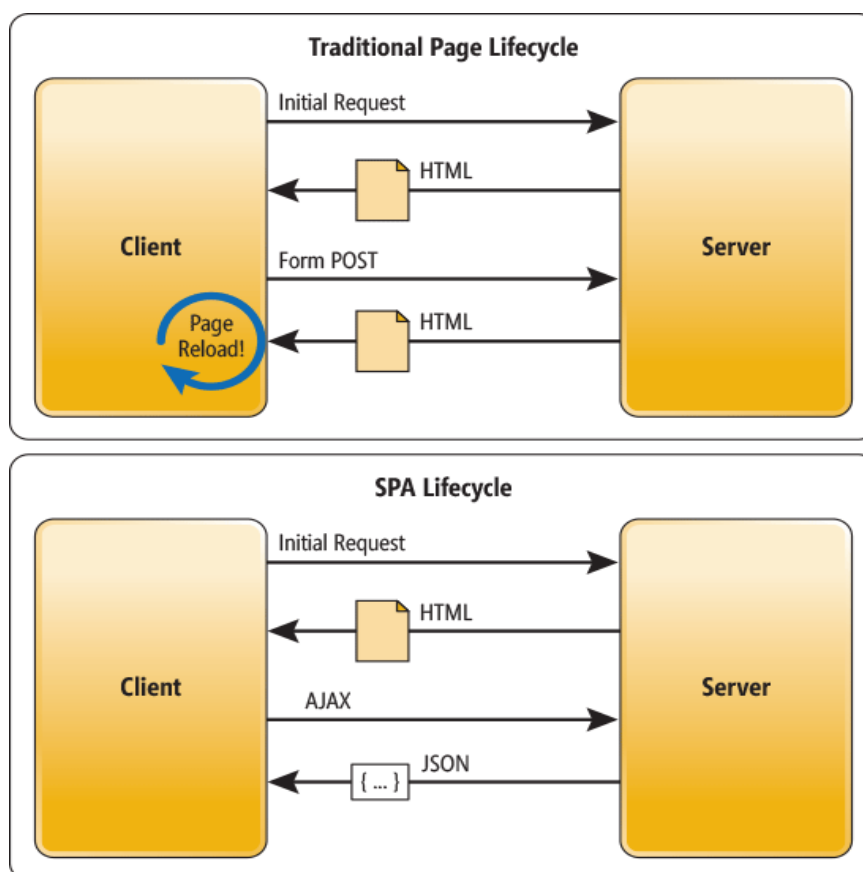 Traditional Page Lifecycle
Initial Request
HTML
Client
Server
Form POST
HTML
Page
Reload!
SPA Lifecycle
Initial Request
HTML
Client
Server
AJAX
JSON
{ ... }